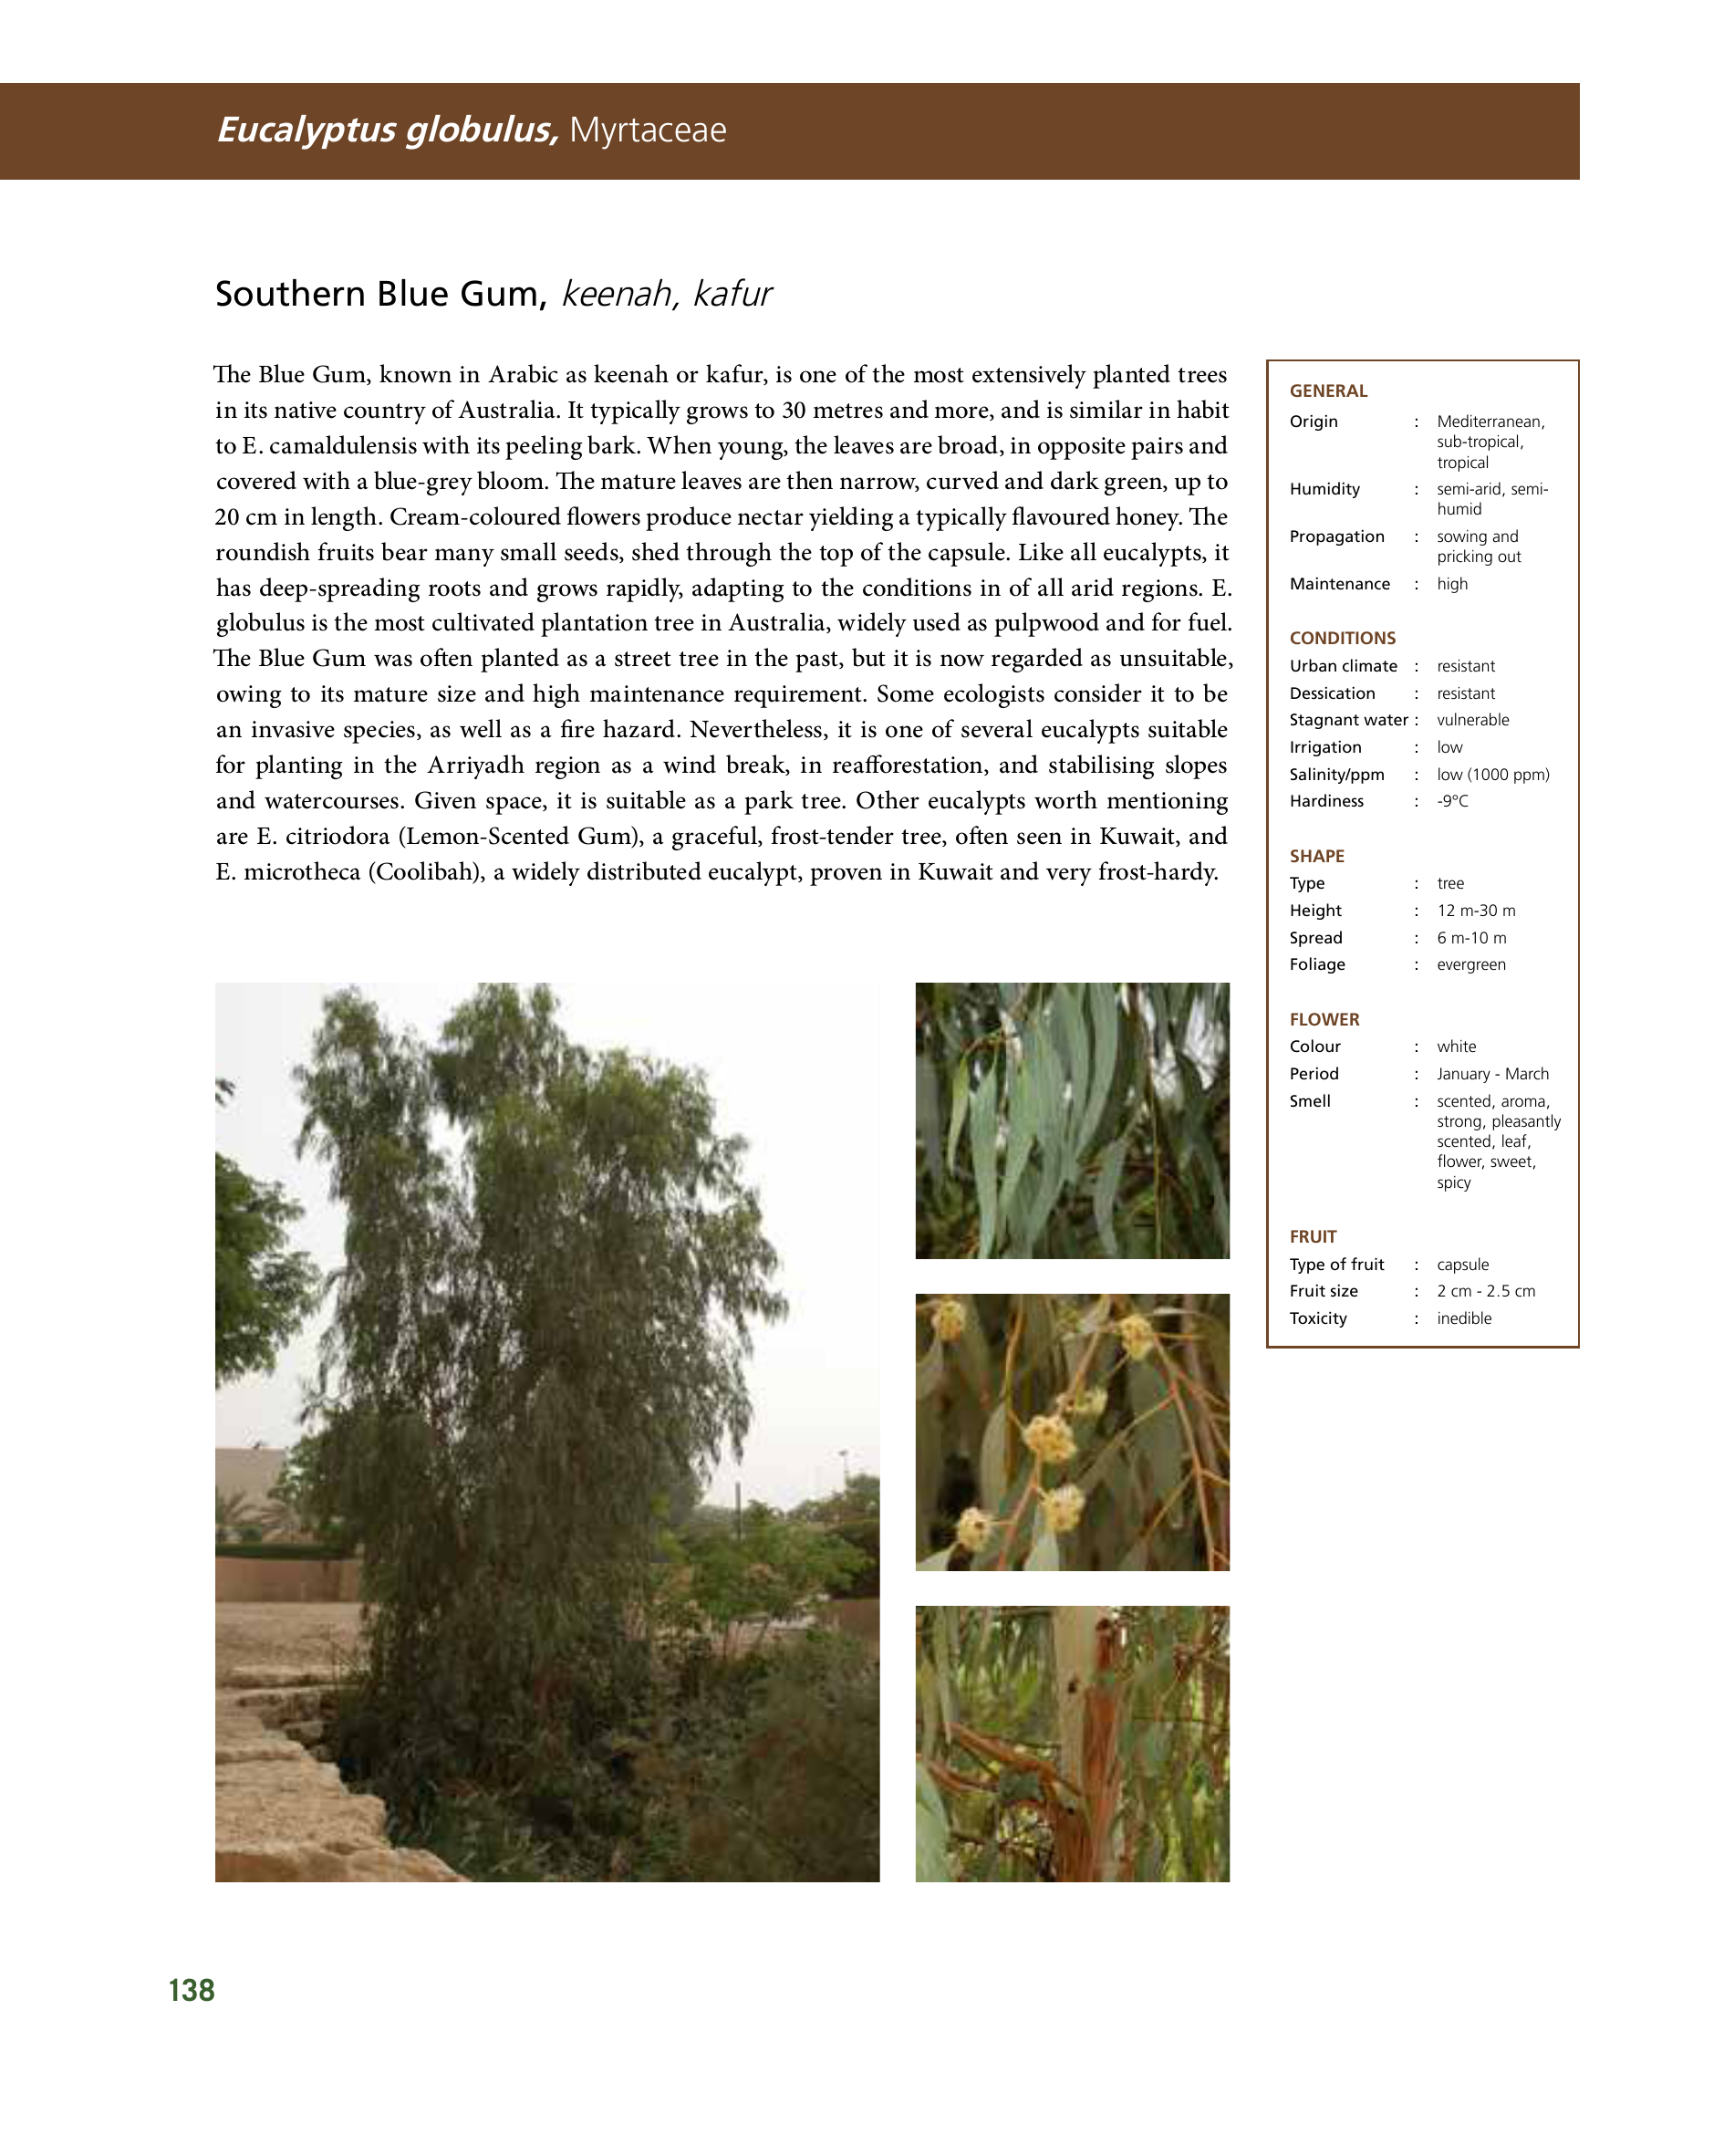 Eucalyptus globulus, Myrtaceae
Southern Blue Gum, keenah, kafur
The Blue Gum, known in Arabic as keenah or kafur, is one of the most extensively planted trees
in its native country of Australia. It typically grows to 30 metres and more, and is similar in habit
to E. camaldulensis with its peeling bark. When young, the leaves are broad, in opposite pairs and
covered with a blue-grey bloom. The mature leaves are then narrow, curved and dark green, up to
20 cm in length. Cream-coloured flowers produce nectar yielding a typically flavoured honey. The
roundish fruits bear many small seeds, shed through the top of the capsule. Like all eucalypts, it
has deep-spreading roots and grows rapidly, adapting to the conditions in of all arid regions. E.
globulus is the most cultivated plantation tree in Australia, widely used as pulpwood and for fuel.
The Blue Gum was often planted as a street tree in the past, but it is now regarded as unsuitable,
owing to its mature size and high maintenance requirement. Some ecologists consider it to be
an invasive species, as well as a fire hazard. Nevertheless, it is one of several eucalypts suitable
for planting in the Arriyadh region as a wind break, in reafforestation, and stabilising slopes
and watercourses. Given space, it is suitable as a park tree. Other eucalypts worth mentioning
are E. citriodora (Lemon-Scented Gum), a graceful, frost-tender tree, often seen in Kuwait, and
E. microtheca (Coolibah), a widely distributed eucalypt, proven in Kuwait and very frost-hardy.
GENERAL
Origin : Mediterranean,
sub-tropical,
tropical
Humidity : semi-arid, semi-
humid
Propagation : sowing and
pricking out
Maintenance : high
CONDITIONS
Urban climate : resistant
Dessication : resistant
Stagnant water : vulnerable
Irrigation : low
Salinity/ppm : low (1000 ppm)
Hardiness : -9°C
SHAPE
Type : tree
Height : 12 m-30 m
Spread : 6 m-10 m
Foliage : evergreen
FLOWER
Colour : white
Period : January - March
Smell : scented, aroma,
strong, pleasantly
scented, leaf,
flower, sweet,
spicy
FRUIT
Type of fruit : capsule
Fruit size : 2 cm - 2.5 cm
Toxicity : inedible
138